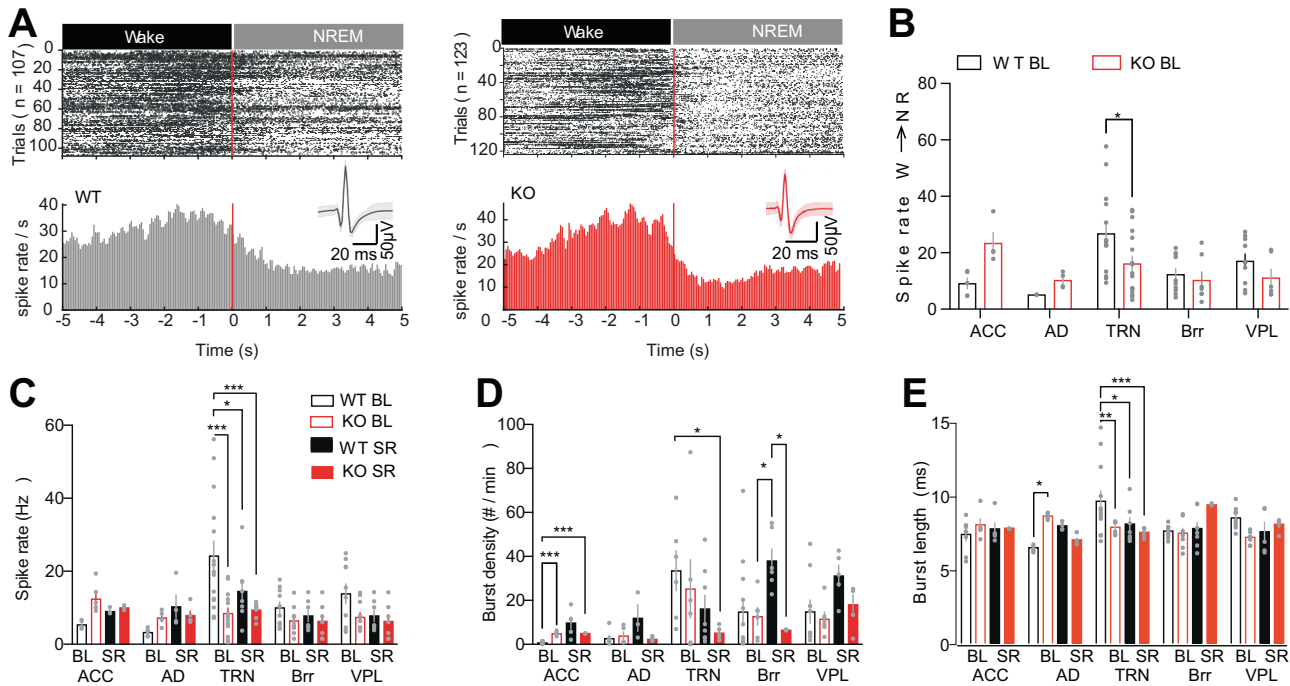 A
Wake
NREM
Trials ( n = 107)
0
20
40
60
80
100
WT
spike rate / s
40
30
20
10
0
20 ms
50µV
-5 -4 -3 -2 -1 0 1 2 3 4 5
Time (s)
Wake
NREM
Trials ( n = 123)
0
40
80
120
KO
spike rate / s
40
30
20
10
0
20 ms
50µV
-5 -4 -3 -2 -1 0 1 2 3 4 5
Time (s)
B
W T BL
KO BL
Spike rate W → NR
80
60
40
20
0
*
ACC AD TRN Brr VPL
C
Spike rate (Hz)
60
40
20
0
***
*
***
WT BL
KO BL
WT SR
KO SR
BL SR BL SR BL SR BL SR BL SR
ACC AD TRN Brr VPL
D
Burst density (# / min )
100
80
60
40
20
0
***
***
*
*
*
BL SR BL SR BL SR BL SR BL SR
ACC AD TRN Brr VPL
E
Burst length (ms)
15
10
5
0
*
***
*
**
BL SR BL SR BL SR BL SR BL SR
ACC AD TRN Brr VPL